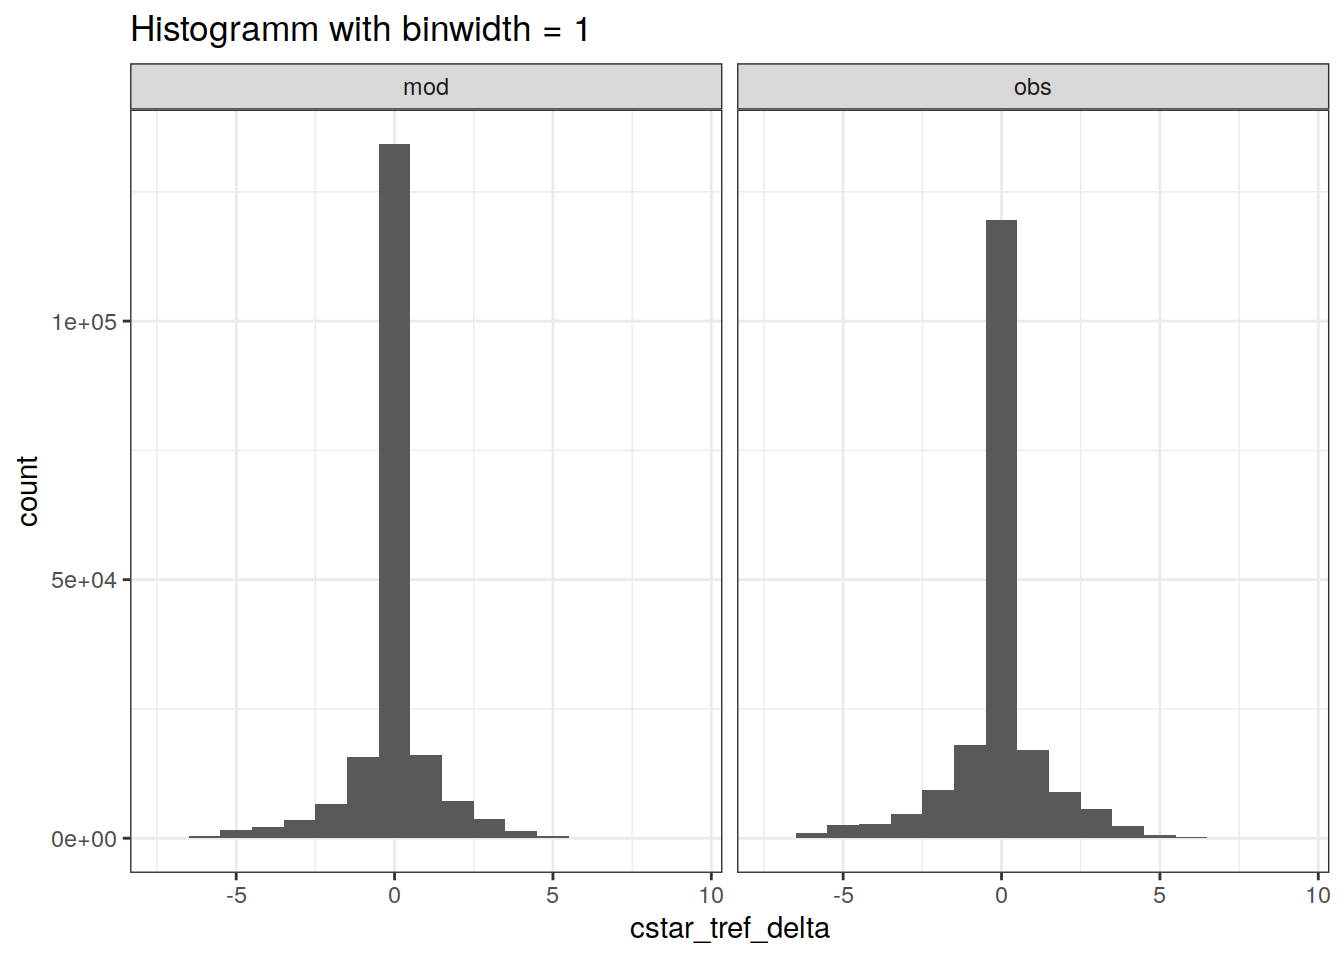 Histogramm with binwidth = 1
mod
obs
count
1e+05
5e+04
0e+00
-5 0 5 10
-5 0 5 10
cstar_tref_delta